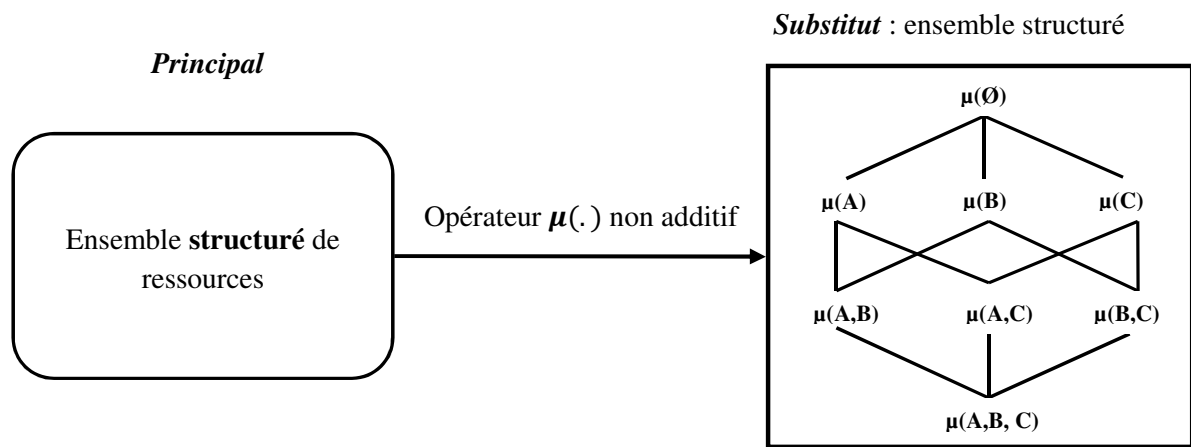 Substitut : ensemble structuré
Principal
Ensemble structuré de
ressources
Opérateur μ(. ) non additif
μ(Ø)
μ(A) μ(B) μ(C)
μ(A,B) μ(A,C) μ(B,C)
μ(A,B, C)